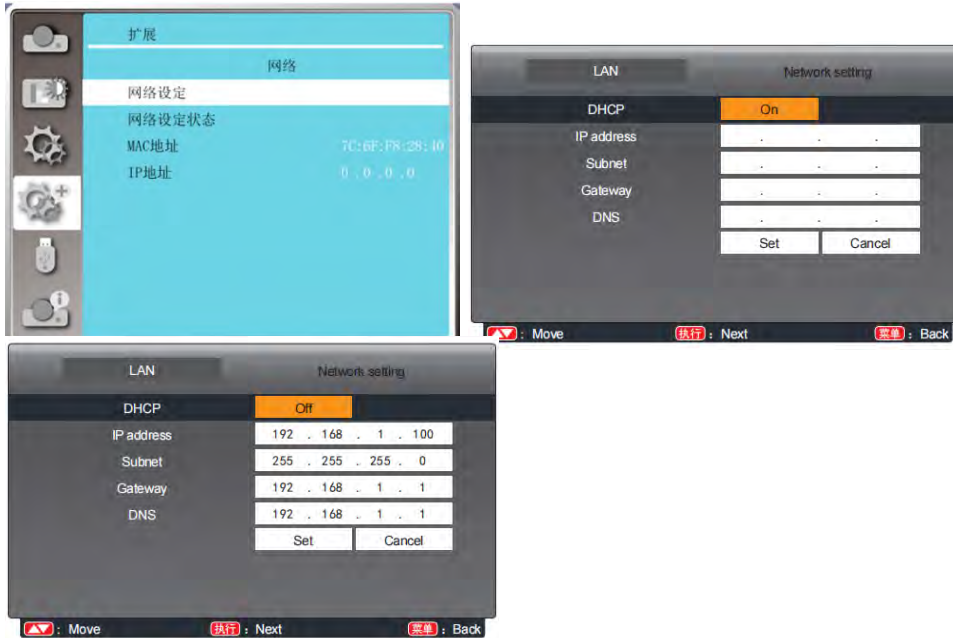 扩展
网络
网络设定
网络设定状态
MAC地址 7C:6F:F8:28:40
IP地址 0 . 0 . 0 . 0
LAN Network setting
DHCP On
IP address . . .
Subnet . . .
Gateway . . .
DNS . . .
Set Cancel
: Move 执行 : Next 菜单 : Back
LAN Network setting
DHCP Off
IP address 192 . 168 . 1 . 100
Subnet 255 . 255 . 255 . 0
Gateway 192 . 168 . 1 . 1
DNS 192 . 168 . 1 . 1
Set Cancel
: Move 执行 : Next 菜单 : Back